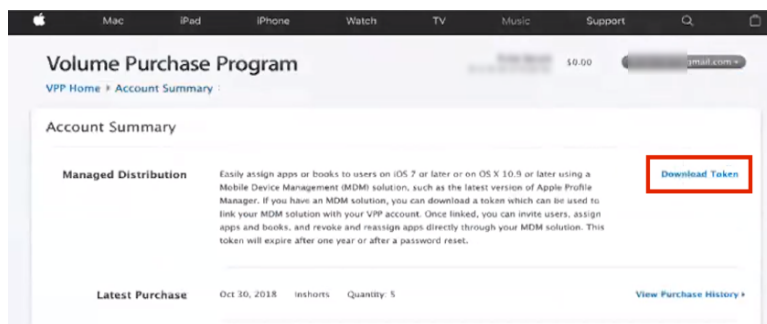 Mac iPad iPhone Watch TV Music Support
Volume Purchase Program
$0.00 gmail.com
VPP Home › Account Summary
Account Summary
Managed Distribution
Easily assign apps or books to users on iOS 7 or later or on OS X 10.9 or later using a
Mobile Device Management (MDM) solution, such as the latest version of Apple Profile
Manager. If you have an MDM solution, you can download a token which can be used to
link your MDM solution with your VPP account. Once linked, you can invite users, assign
apps and books, and revoke and reassign apps directly through your MDM solution. This
token will expire after one year or after a password reset.
Download Token
Latest Purchase Oct 30, 2018 inshorts Quantity: 5 View Purchase History ›